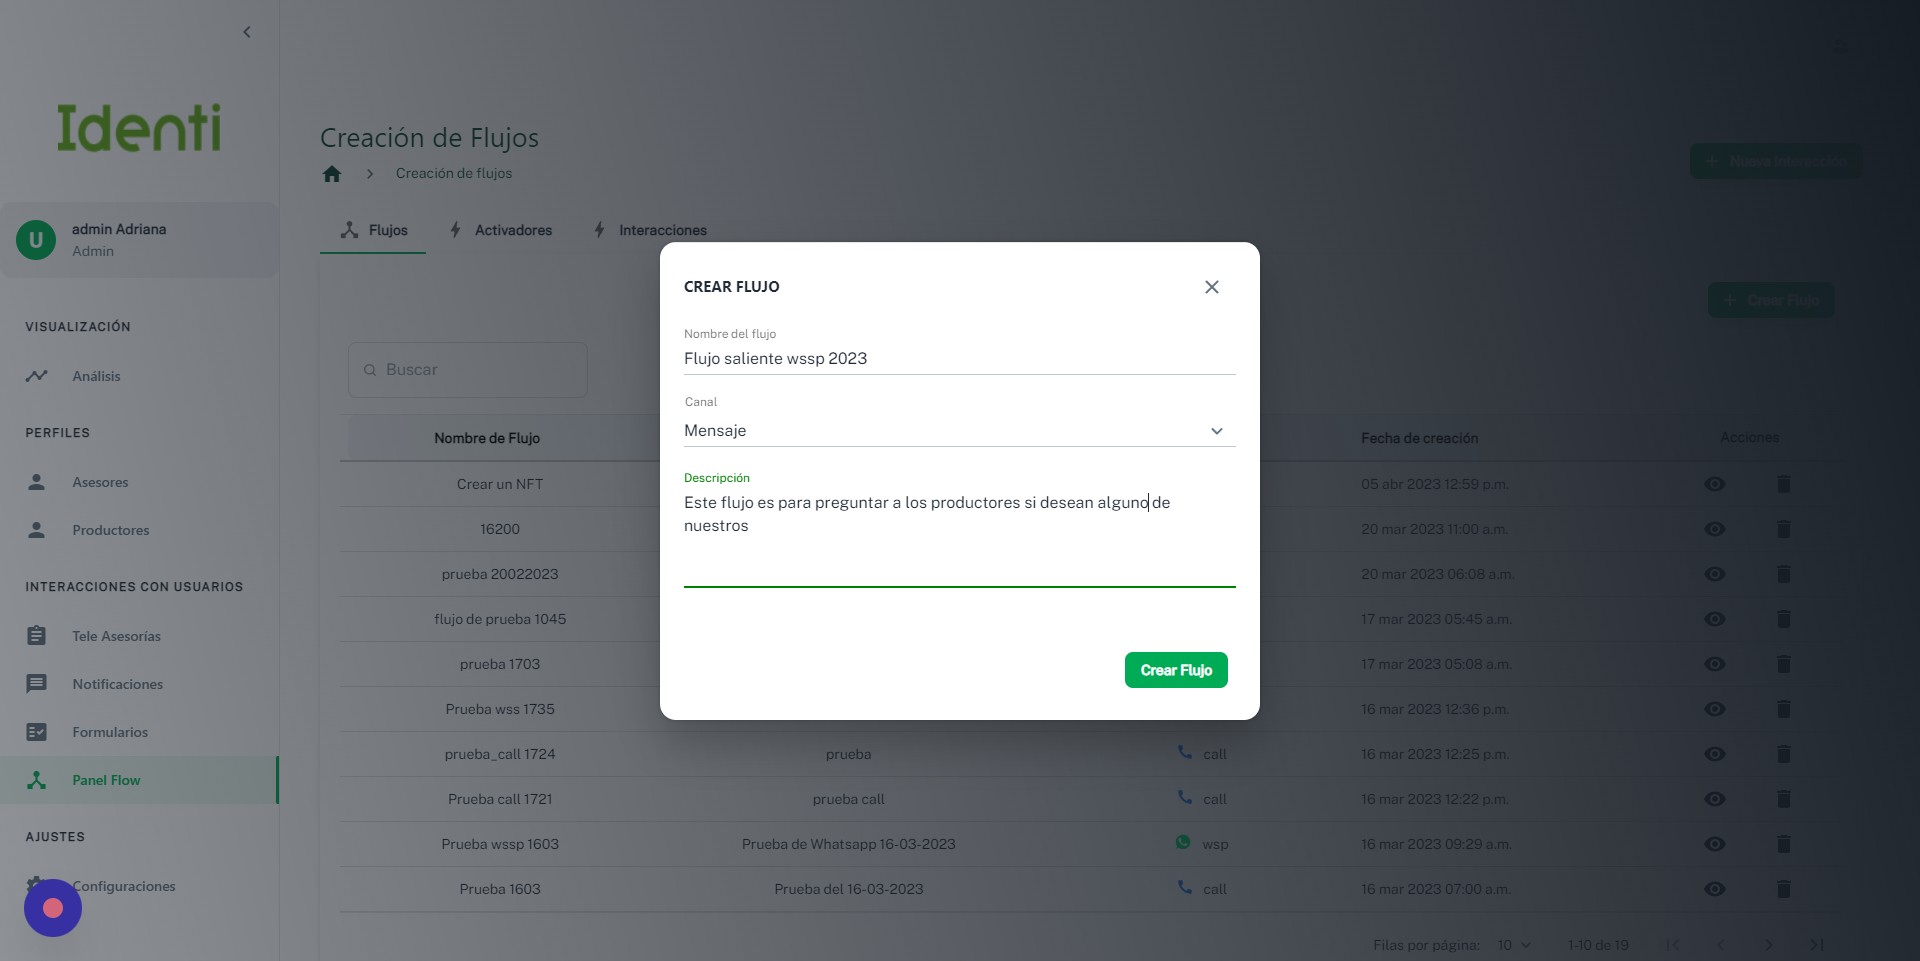 Identi
U
admin Adriana
Admin
VISUALIZACIÓN
Análisis
PERFILES
Asesores
Productores
INTERACCIONES CON USUARIOS
Tele Asesorías
Notificaciones
Formularios
Panel Flow
AJUSTES
Configuraciones
Creación de Flujos
Creación de flujos
+ Nueva interacción
Flujos Activadores Interacciones
+ Crear Flujo
Buscar
CREAR FLUJO
Nombre del flujo
Flujo saliente wssp 2023
Canal
Mensaje
Descripción
Este flujo es para preguntar a los productores si desean alguno de
nuestros
Crear Flujo
Nombre de Flujo Fecha de creación Acciones
Crear un NFT 05 abr 2023 12:59 p.m.
16200 20 mar 2023 11:00 a.m.
prueba 20022023 20 mar 2023 06:08 a.m.
flujo de prueba 1045 17 mar 2023 05:45 a.m.
prueba 1703 17 mar 2023 05:08 a.m.
Prueba wss 1735 16 mar 2023 12:36 p.m.
prueba_call 1724 prueba call 16 mar 2023 12:25 p.m.
Prueba call 1721 prueba call call 16 mar 2023 12:22 p.m.
Prueba wssp 1603 Prueba de Whatsapp 16-03-2023 wsp 16 mar 2023 09:29 a.m.
Prueba 1603 Prueba del 16-03-2023 call 16 mar 2023 07:00 a.m.
Filas por página: 10 1-10 de 19